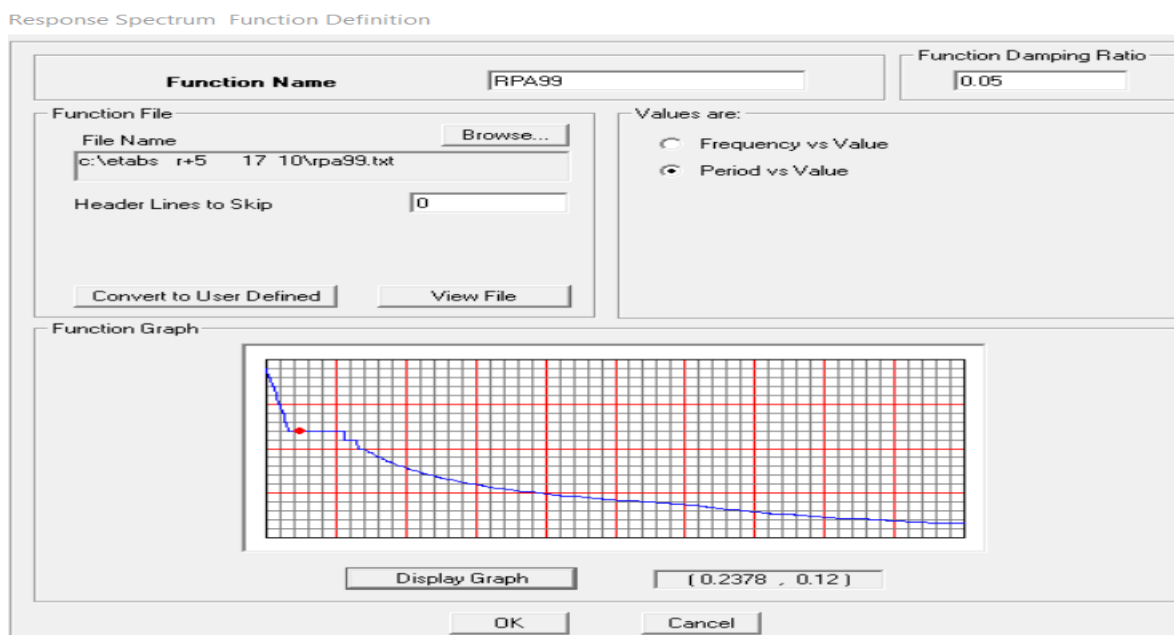 Response Spectrum Function Definition
Function Name
RPA99
Function Damping Ratio
0.05
Function File
File Name
Browse...
c:\etabs r+5 17 10\rpa99.txt
Header Lines to Skip
0
Convert to User Defined
View File
Values are:
Frequency vs Value
Period vs Value
Function Graph
Display Graph
( 0.2378 , 0.12 )
OK
Cancel